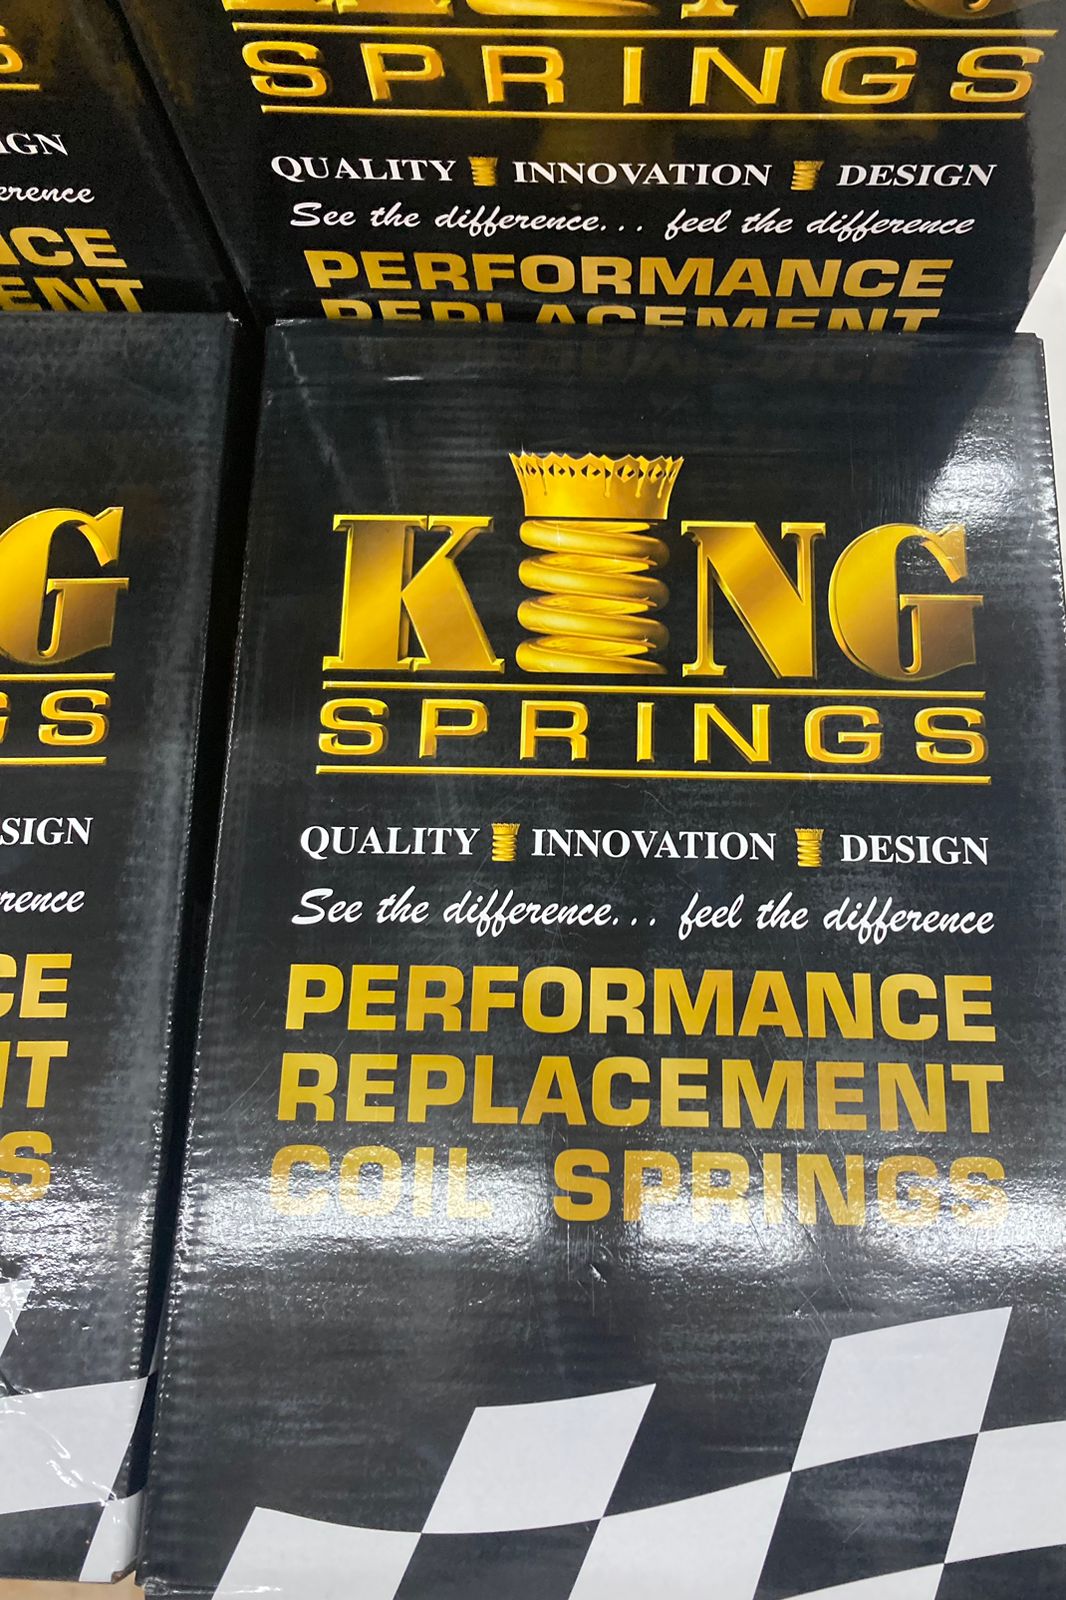 SPRINGS
QUALITY INNOVATION DESIGN
See the difference... feel the difference
PERFORMANCE
REPLACEMENT
KING
SPRINGS
QUALITY INNOVATION DESIGN
See the difference... feel the difference
PERFORMANCE
REPLACEMENT
COIL SPRINGS